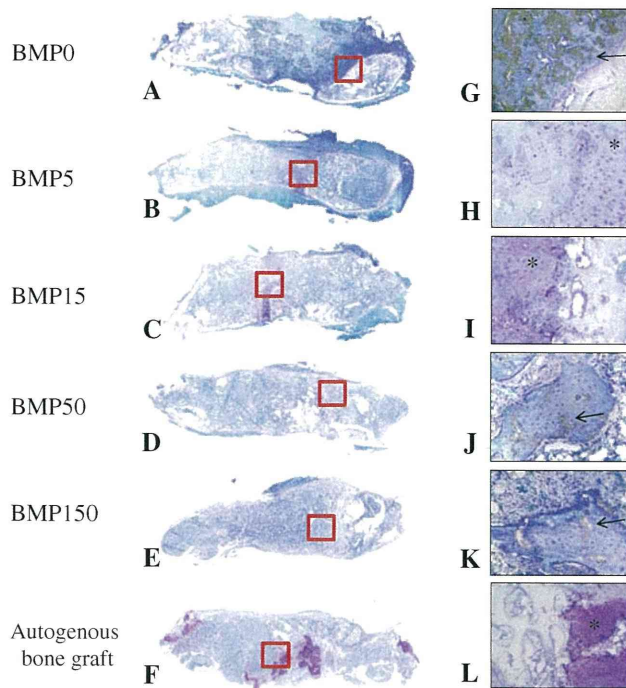 BMP0
A
G
BMP5
B
H
*
BMP15
C
I
*
BMP50
D
J
BMP150
E
K
Autogenous
bone graft
F
L
*